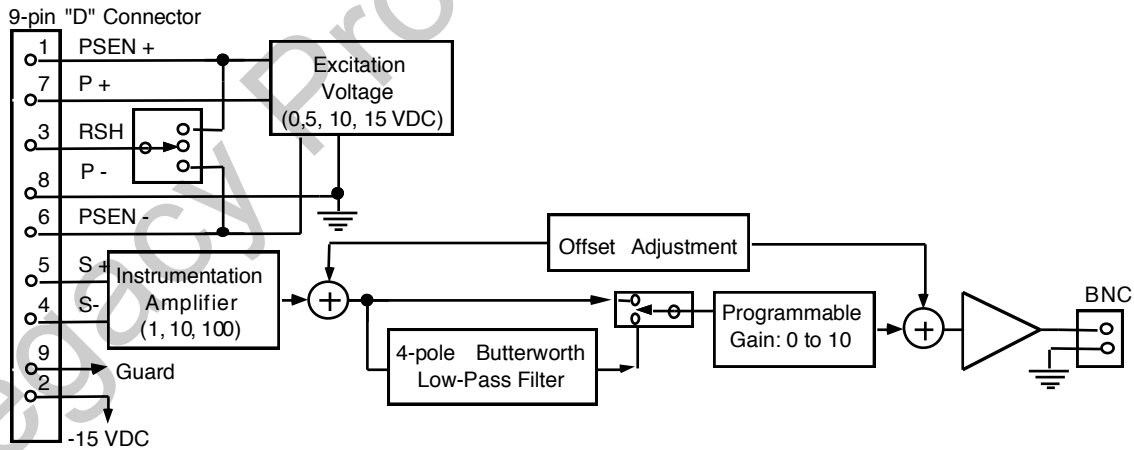 9-pin "D" Connector
1 PSEN +
7 P +
3 RSH
P -
8
6 PSEN -
5 S +
4 S-
9 Guard
2
-15 VDC
Excitation
Voltage
(0,5, 10, 15 VDC)
Instrumentation
Amplifier
(1, 10, 100)
+
Offset Adjustment
4-pole Butterworth
Low-Pass Filter
Programmable
Gain: 0 to 10
+
BNC
egacy Pro